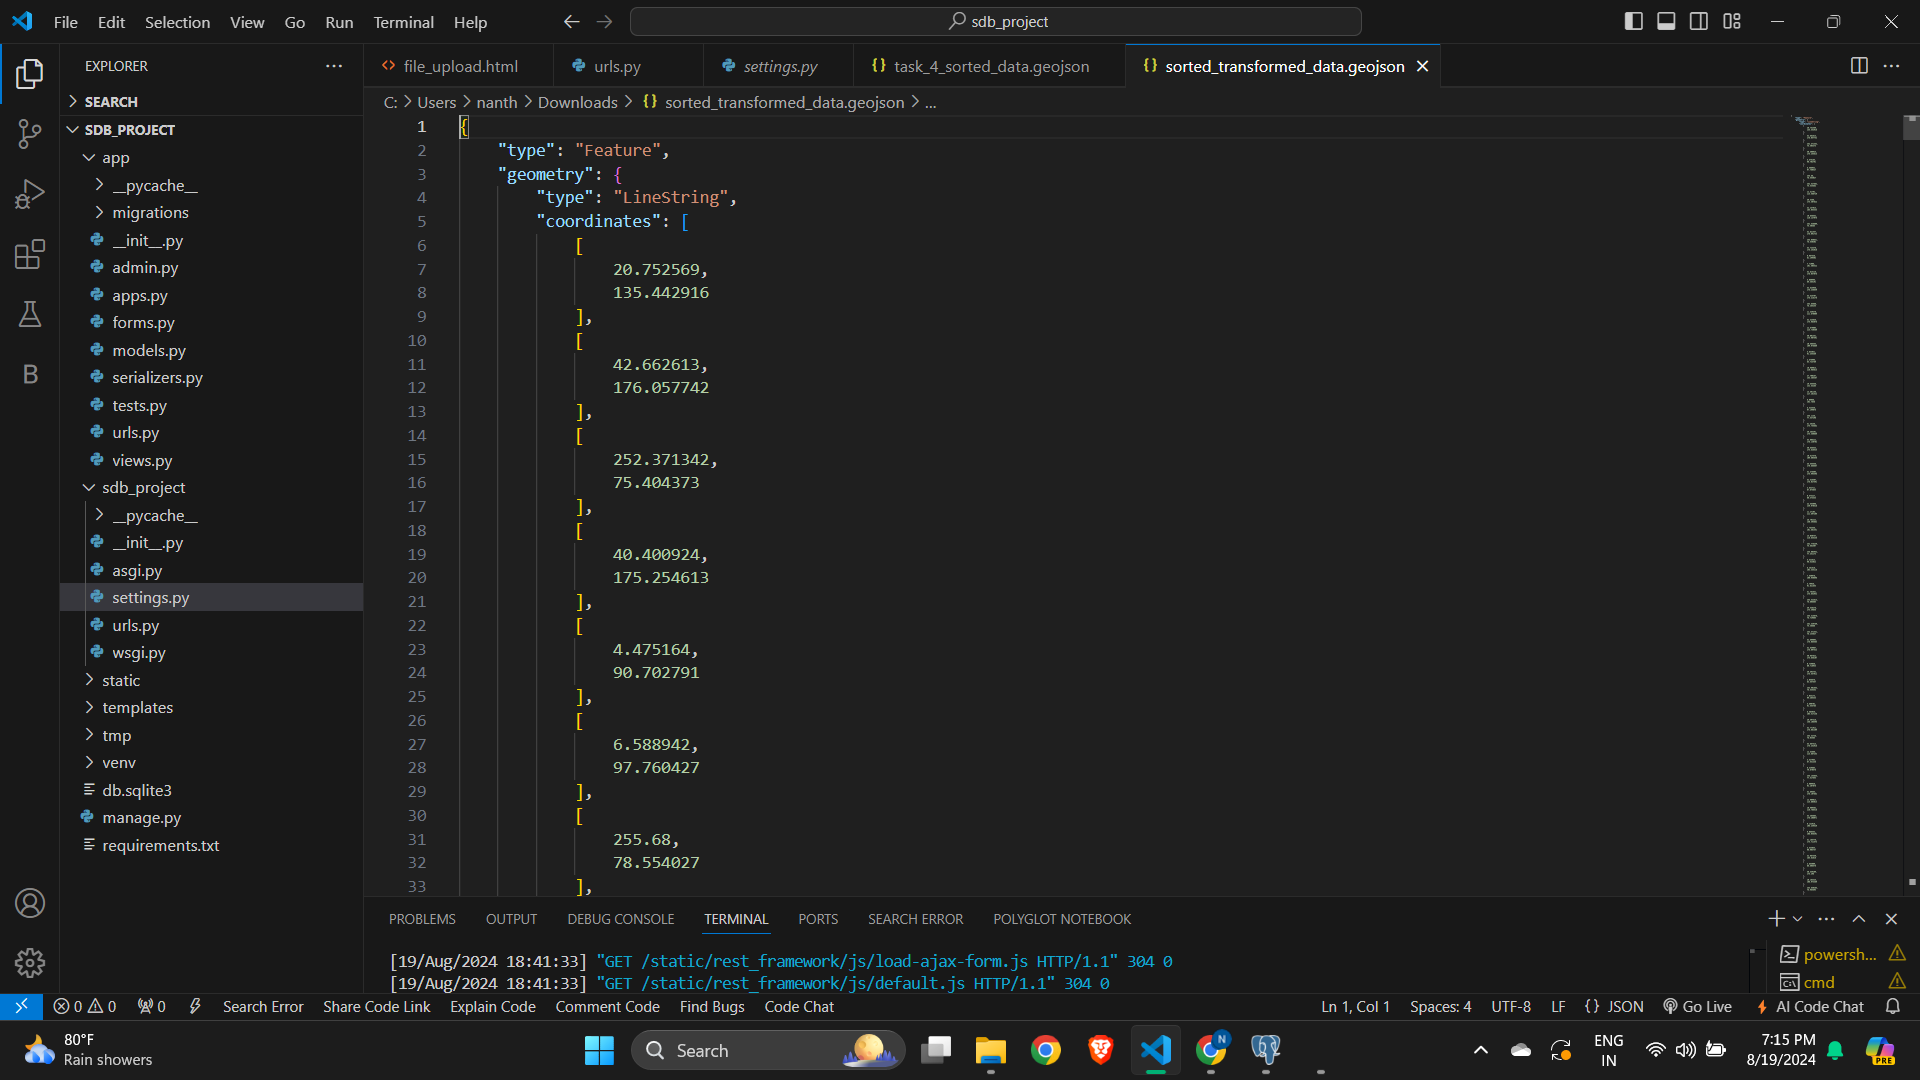 File Edit Selection View Go Run Terminal Help
sdb_project
EXPLORER
SEARCH
SDB_PROJECT
app
__pycache__
migrations
__init__.py
admin.py
apps.py
forms.py
models.py
serializers.py
tests.py
urls.py
views.py
sdb_project
__pycache__
__init__.py
asgi.py
settings.py
urls.py
wsgi.py
static
templates
tmp
venv
db.sqlite3
manage.py
requirements.txt
file_upload.html urls.py settings.py task_4_sorted_data.geojson sorted_transformed_data.geojson
C: > Users > nanth > Downloads > {} sorted_transformed_data.geojson > ...
1 {
2 "type": "Feature",
3 "geometry": {
4 "type": "LineString",
5 "coordinates": [
6 [
7 20.752569,
8 135.442916
9 ],
10 [
11 42.662613,
12 176.057742
13 ],
14 [
15 252.371342,
16 75.404373
17 ],
18 [
19 40.400924,
20 175.254613
21 ],
22 [
23 4.475164,
24 90.702791
25 ],
26 [
27 6.588942,
28 97.760427
29 ],
30 [
31 255.68,
32 78.554027
33 ],
PROBLEMS OUTPUT DEBUG CONSOLE TERMINAL PORTS SEARCH ERROR POLYGLOT NOTEBOOK
[19/Aug/2024 18:41:33] "GET /static/rest_framework/js/load-ajax-form.js HTTP/1.1" 304 0
[19/Aug/2024 18:41:33] "GET /static/rest_framework/js/default.js HTTP/1.1" 304 0
powersh...
cmd
0 0 0 Search Error Share Code Link Explain Code Comment Code Find Bugs Code Chat Ln 1, Col 1 Spaces: 4 UTF-8 LF {} JSON Go Live AI Code Chat
80°F
Rain showers
Search
ENG
IN
7:15 PM
8/19/2024